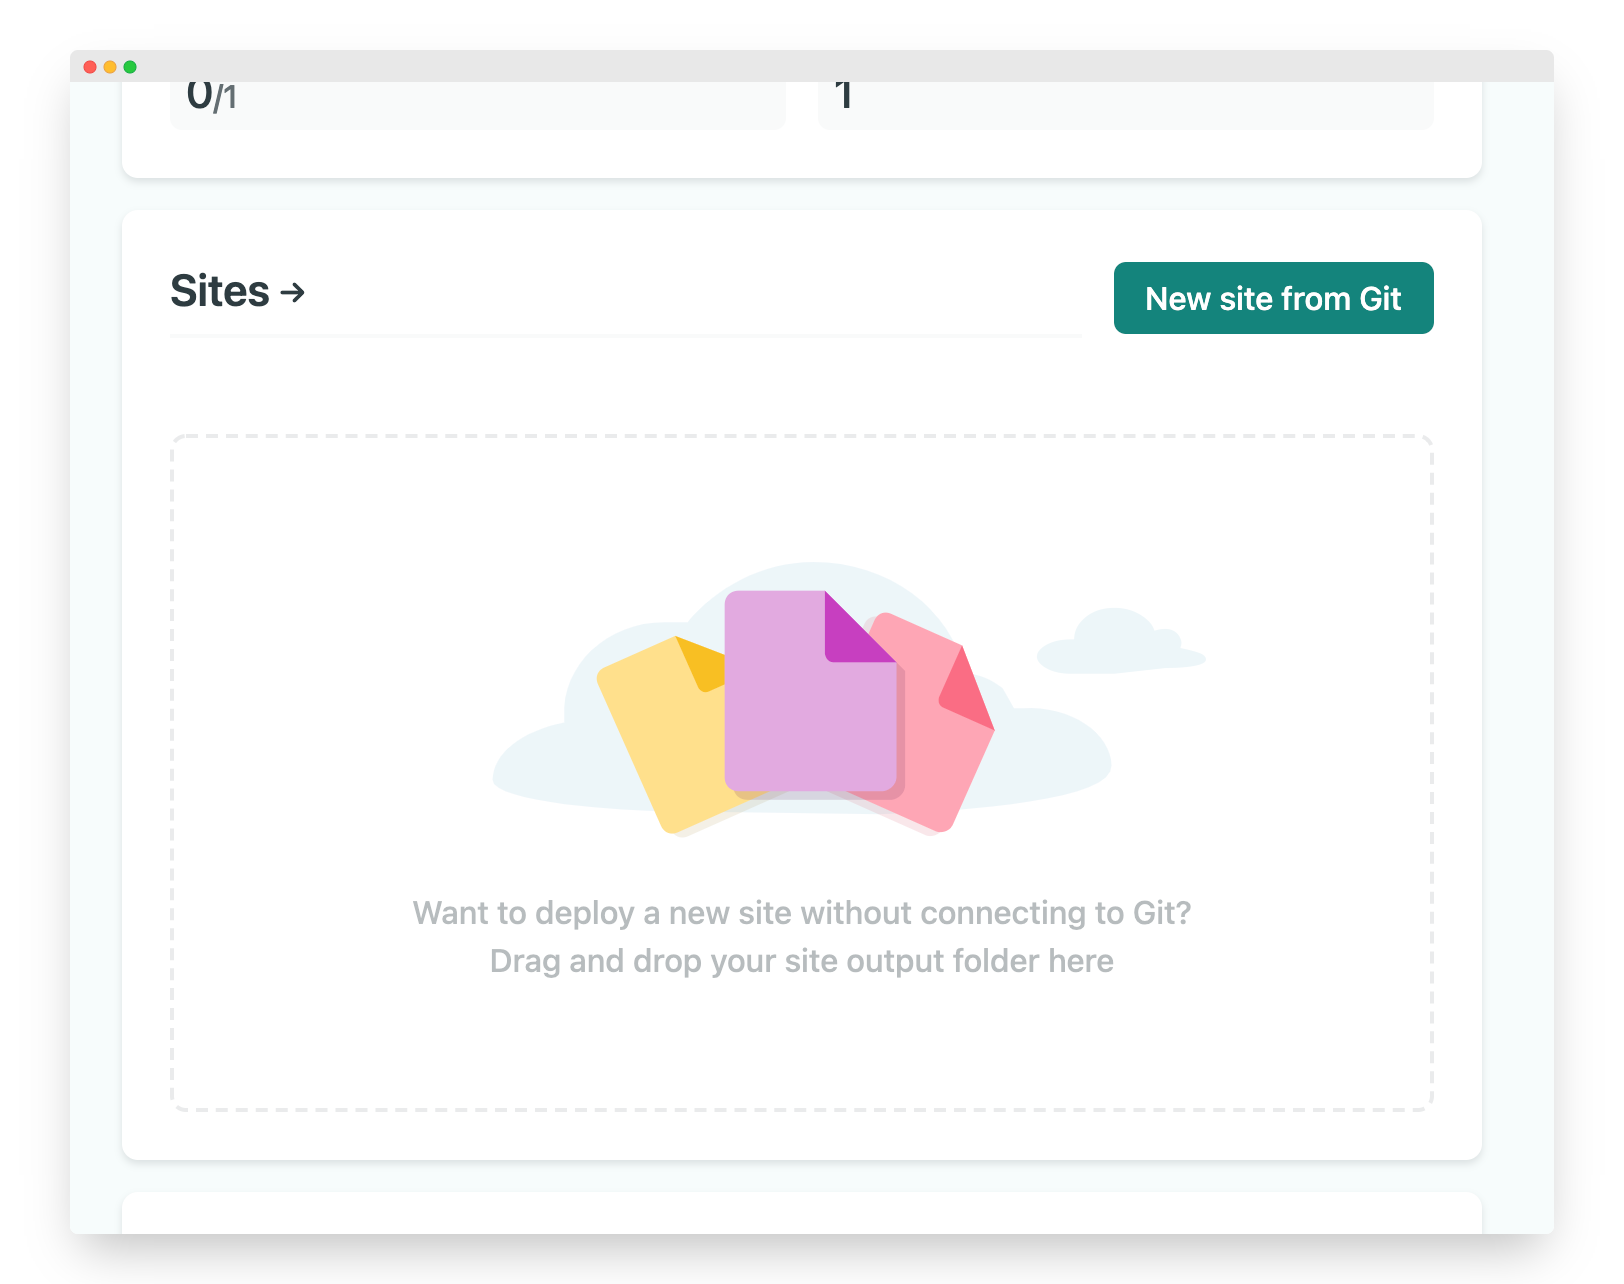 0/1
1
Sites →
New site from Git
Want to deploy a new site without connecting to Git?
Drag and drop your site output folder here